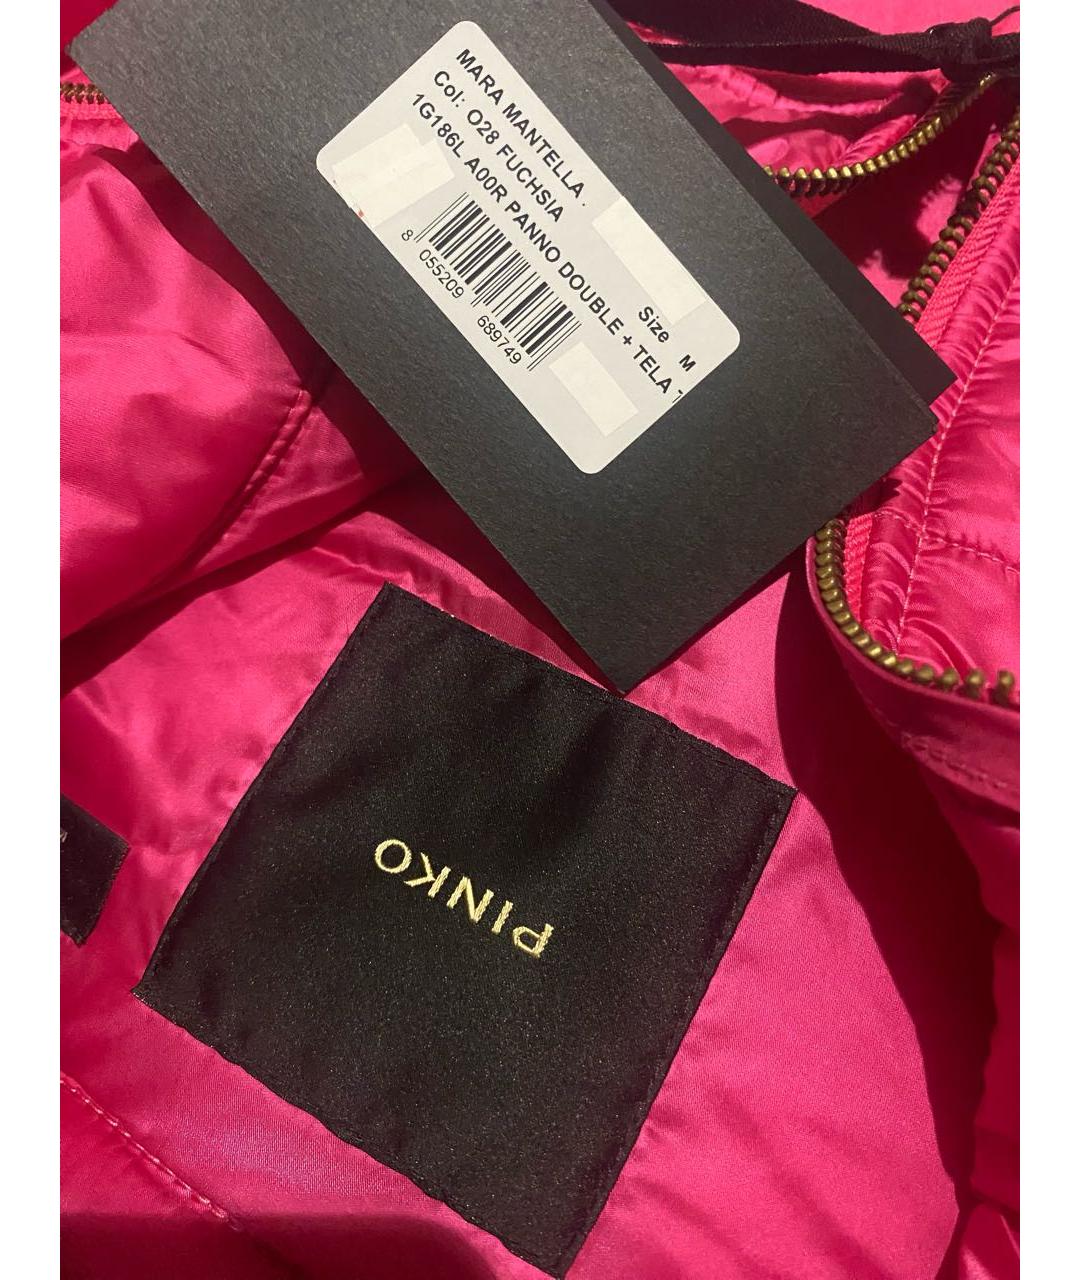 MARA MANTELLA .
Col: O28 FUCHSIA
1G186L A00R PANNO DOUBLE + TELA
Size M
8 055209 689749
PINKO